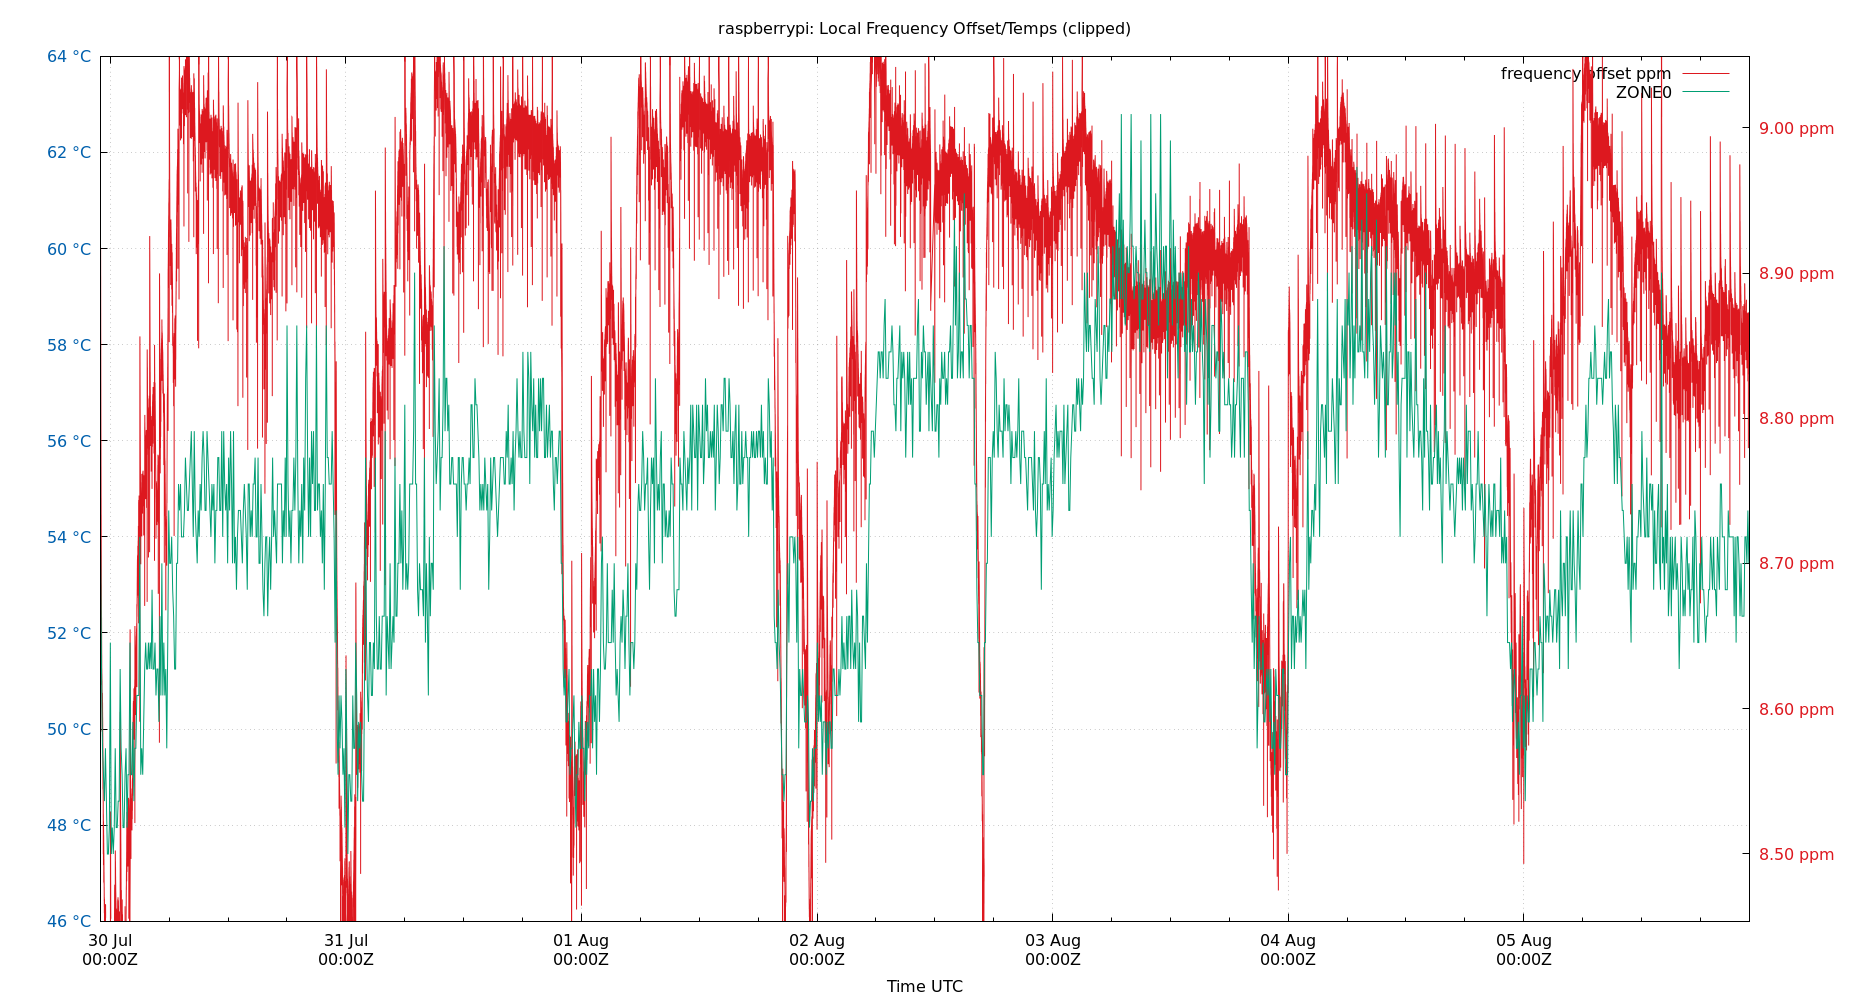 raspberrypi: Local Frequency Offset/Temps (clipped)
64 °C
62 °C
60 °C
58 °C
56 °C
54 °C
52 °C
50 °C
48 °C
46 °C
frequency offset ppm
ZONE0
9.00 ppm
8.90 ppm
8.80 ppm
8.70 ppm
8.60 ppm
8.50 ppm
30 Jul
00:00Z
31 Jul
00:00Z
01 Aug
00:00Z
02 Aug
00:00Z
03 Aug
00:00Z
04 Aug
00:00Z
05 Aug
00:00Z
Time UTC